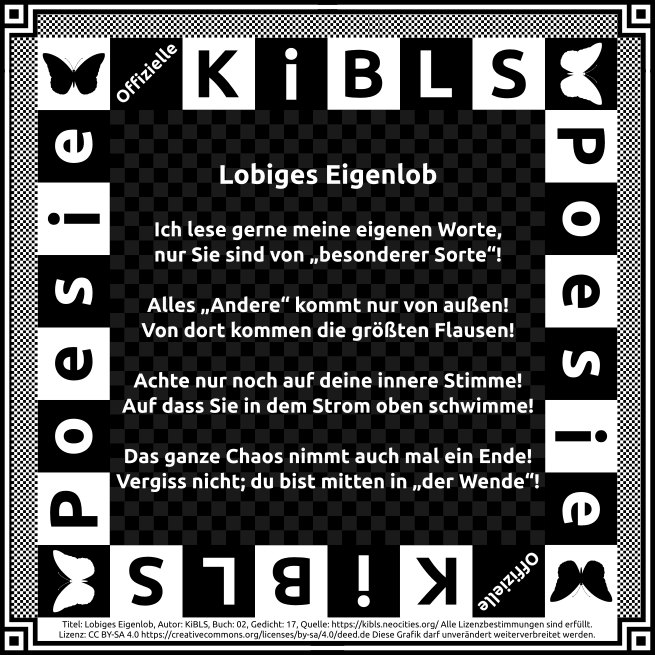 Offizielle KiBLS
Poesie
Poesie
Lobiges Eigenlob
Ich lese gerne meine eigenen Worte,
nur Sie sind von „besonderer Sorte“!
Alles „Andere“ kommt nur von außen!
Von dort kommen die größten Flausen!
Achte nur noch auf deine innere Stimme!
Auf dass Sie in dem Strom oben schwimme!
Das ganze Chaos nimmt auch mal ein Ende!
Vergiss nicht; du bist mitten in „der Wende“!
Offizielle KiBLS
Titel: Lobiges Eigenlob, Autor: KiBLS, Buch: 02, Gedicht: 17, Quelle: https://kibls.neocities.org/ Alle Lizenzbestimmungen sind erfüllt.
Lizenz: CC BY-SA 4.0 https://creativecommons.org/licenses/by-sa/4.0/deed.de Diese Grafik darf unverändert weiterverbreitet werden.